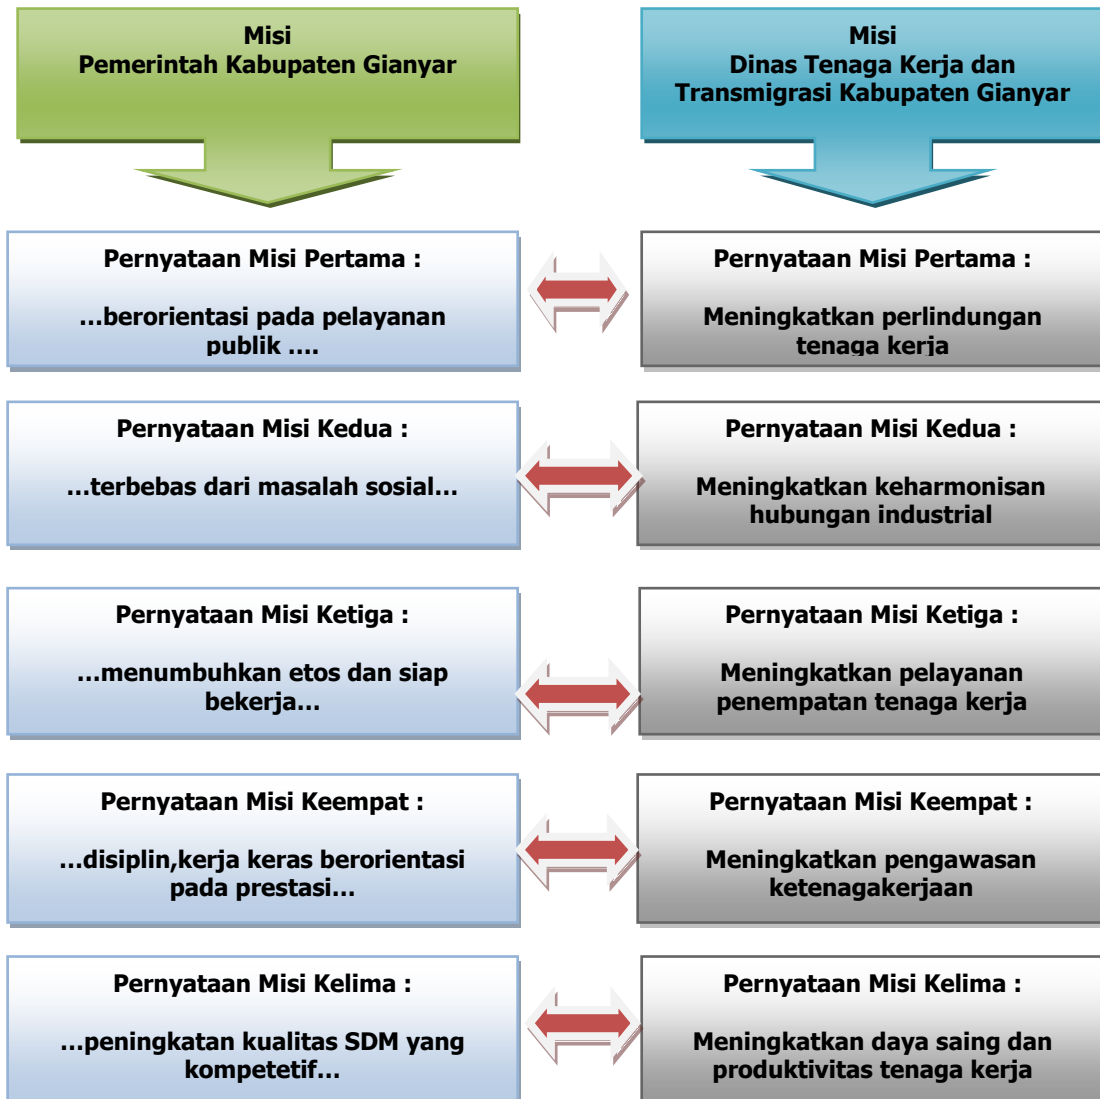 Misi
Pemerintah Kabupaten Gianyar
Misi
Dinas Tenaga Kerja dan
Transmigrasi Kabupaten Gianyar
Pernyataan Misi Pertama :
...berorientasi pada pelayanan
publik ....
Pernyataan Misi Pertama :
Meningkatkan perlindungan
tenaga kerja
Pernyataan Misi Kedua :
...terbebas dari masalah sosial...
Pernyataan Misi Kedua :
Meningkatkan keharmonisan
hubungan industrial
Pernyataan Misi Ketiga :
...menumbuhkan etos dan siap
bekerja...
Pernyataan Misi Ketiga :
Meningkatkan pelayanan
penempatan tenaga kerja
Pernyataan Misi Keempat :
...disiplin,kerja keras berorientasi
pada prestasi...
Pernyataan Misi Keempat :
Meningkatkan pengawasan
ketenagakerjaan
Pernyataan Misi Kelima :
...peningkatan kualitas SDM yang
kompetetif...
Pernyataan Misi Kelima :
Meningkatkan daya saing dan
produktivitas tenaga kerja